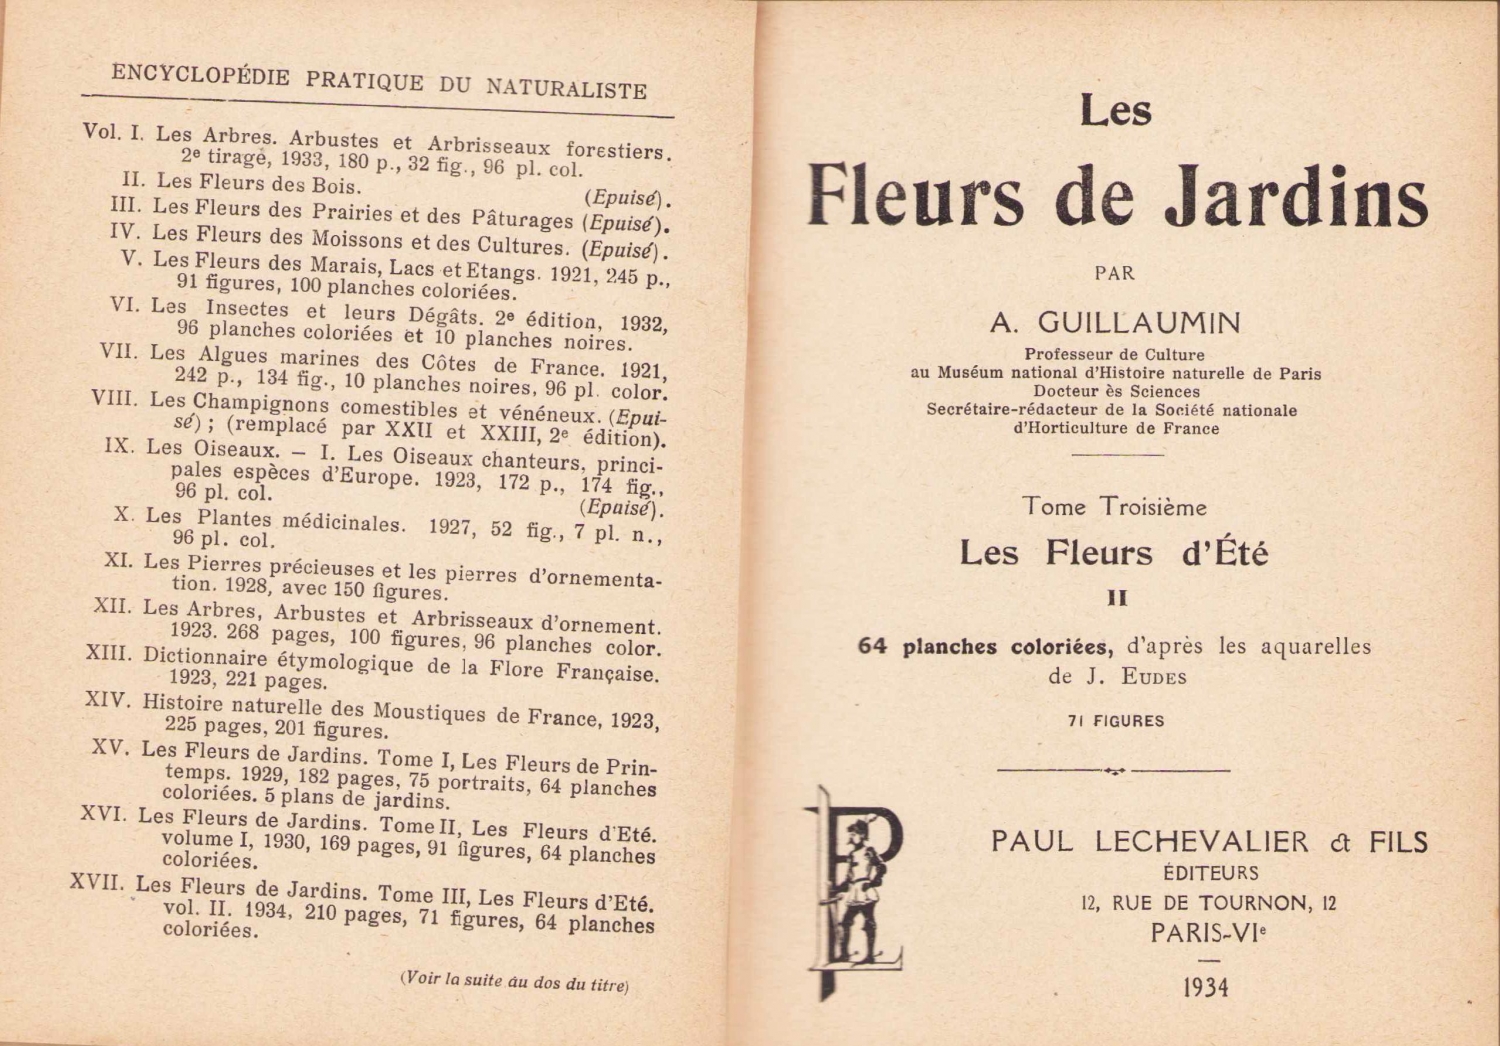 ENCYCLOPÉDIE PRATIQUE DU NATURALISTE
Vol. I. Les Arbres. Arbustes et Arbrisseaux forestiers.
2e tirage, 1933, 180 p., 32 fig., 96 pl. col.
II. Les Fleurs des Bois. (Epuisé).
III. Les Fleurs des Prairies et des Pâturages (Epuisé).
IV. Les Fleurs des Moissons et des Cultures. (Epuisé).
V. Les Fleurs des Marais, Lacs et Etangs. 1921, 245 p.,
91 figures, 100 planches coloriées.
VI. Les Insectes et leurs Dégâts. 2e édition, 1932,
96 planches coloriées et 10 planches noires.
VII. Les Algues marines des Côtes de France. 1921,
242 p., 134 fig., 10 planches noires, 96 pl. color.
VIII. Les Champignons comestibles et vénéneux. (Epui-
sé) ; (remplacé par XXII et XXIII, 2e édition).
IX. Les Oiseaux. — I. Les Oiseaux chanteurs, princi-
pales espèces d'Europe. 1923, 172 p., 174 fig.,
96 pl. col. (Epuisé).
X. Les Plantes médicinales. 1927, 52 fig., 7 pl. n.,
96 pl. col.
XI. Les Pierres précieuses et les pierres d'ornementa-
tion. 1928, avec 150 figures.
XII. Les Arbres, Arbustes et Arbrisseaux d'ornement.
1923. 268 pages, 100 figures, 96 planches color.
XIII. Dictionnaire étymologique de la Flore Française.
1923, 221 pages.
XIV. Histoire naturelle des Moustiques de France, 1923,
225 pages, 201 figures.
XV. Les Fleurs de Jardins. Tome I, Les Fleurs de Prin-
temps. 1929, 182 pages, 75 portraits, 64 planches
coloriées. 5 plans de jardins.
XVI. Les Fleurs de Jardins. Tome II, Les Fleurs d'Eté.
volume I, 1930, 169 pages, 91 figures, 64 planches
coloriées.
XVII. Les Fleurs de Jardins. Tome III, Les Fleurs d'Eté.
vol. II. 1934, 210 pages, 71 figures, 64 planches
coloriées.
(Voir la suite au dos du titre)
Les
Fleurs de Jardins
PAR
A. GUILLAUMIN
Professeur de Culture
au Muséum national d'Histoire naturelle de Paris
Docteur ès Sciences
Secrétaire-rédacteur de la Société nationale
d'Horticulture de France
Tome Troisième
Les Fleurs d'Été
II
64 planches coloriées, d'après les aquarelles
de J. EUDES
71 FIGURES
PL
PAUL LECHEVALIER et FILS
ÉDITEURS
12, RUE DE TOURNON, 12
PARIS-VIe
1934